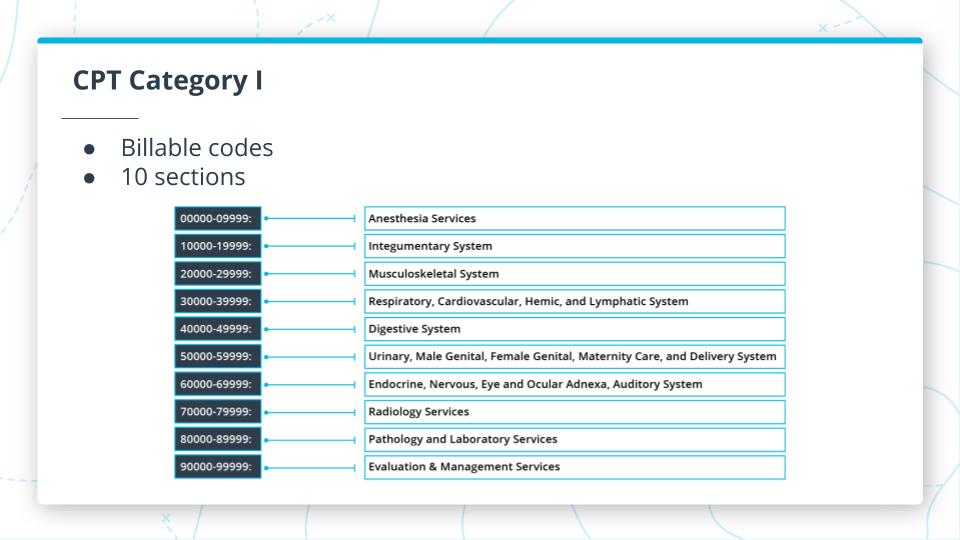 CPT Category I
● Billable codes
● 10 sections
00000-09999: Anesthesia Services
10000-19999: Integumentary System
20000-29999: Musculoskeletal System
30000-39999: Respiratory, Cardiovascular, Hemic, and Lymphatic System
40000-49999: Digestive System
50000-59999: Urinary, Male Genital, Female Genital, Maternity Care, and Delivery System
60000-69999: Endocrine, Nervous, Eye and Ocular Adnexa, Auditory System
70000-79999: Radiology Services
80000-89999: Pathology and Laboratory Services
90000-99999: Evaluation & Management Services